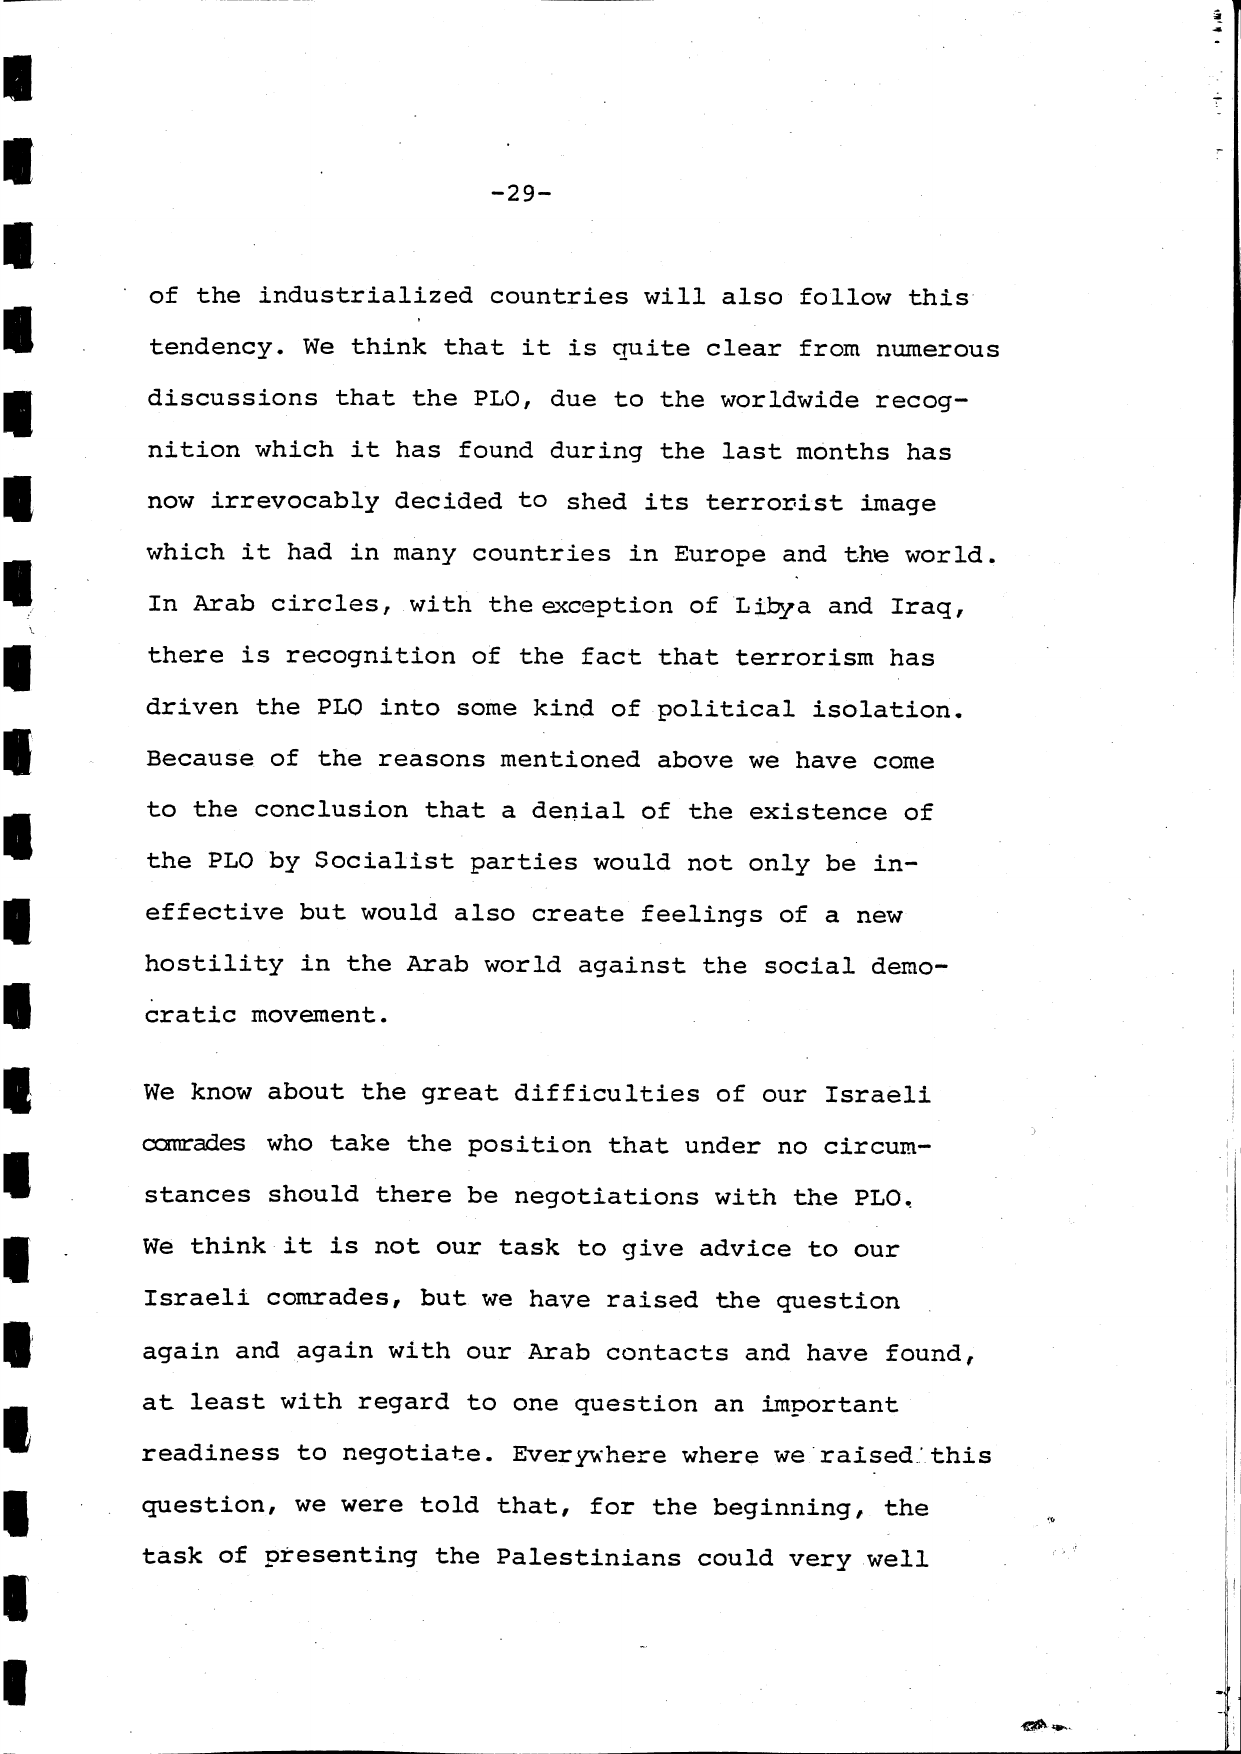 -29-
of the industrialized countries will also follow this
tendency. We think that it is quite clear from numerous
discussions that the PLO, due to the worldwide recog-
nition which it has found during the last months has
now irrevocably decided to shed its terrorist image
which it had in many countries in Europe and the world.
In Arab circles, with the exception of Libya and Iraq,
there is recognition of the fact that terrorism has
driven the PLO into some kind of political isolation.
Because of the reasons mentioned above we have come
to the conclusion that a denial of the existence of
the PLO by Socialist parties would not only be in-
effective but would also create feelings of a new
hostility in the Arab world against the social demo-
cratic movement.
We know about the great difficulties of our Israeli
comrades who take the position that under no circum-
stances should there be negotiations with the PLO.
We think it is not our task to give advice to our
Israeli comrades, but we have raised the question
again and again with our Arab contacts and have found,
at least with regard to one question an important
readiness to negotiate. Everywhere where we raised this
question, we were told that, for the beginning, the
task of presenting the Palestinians could very well